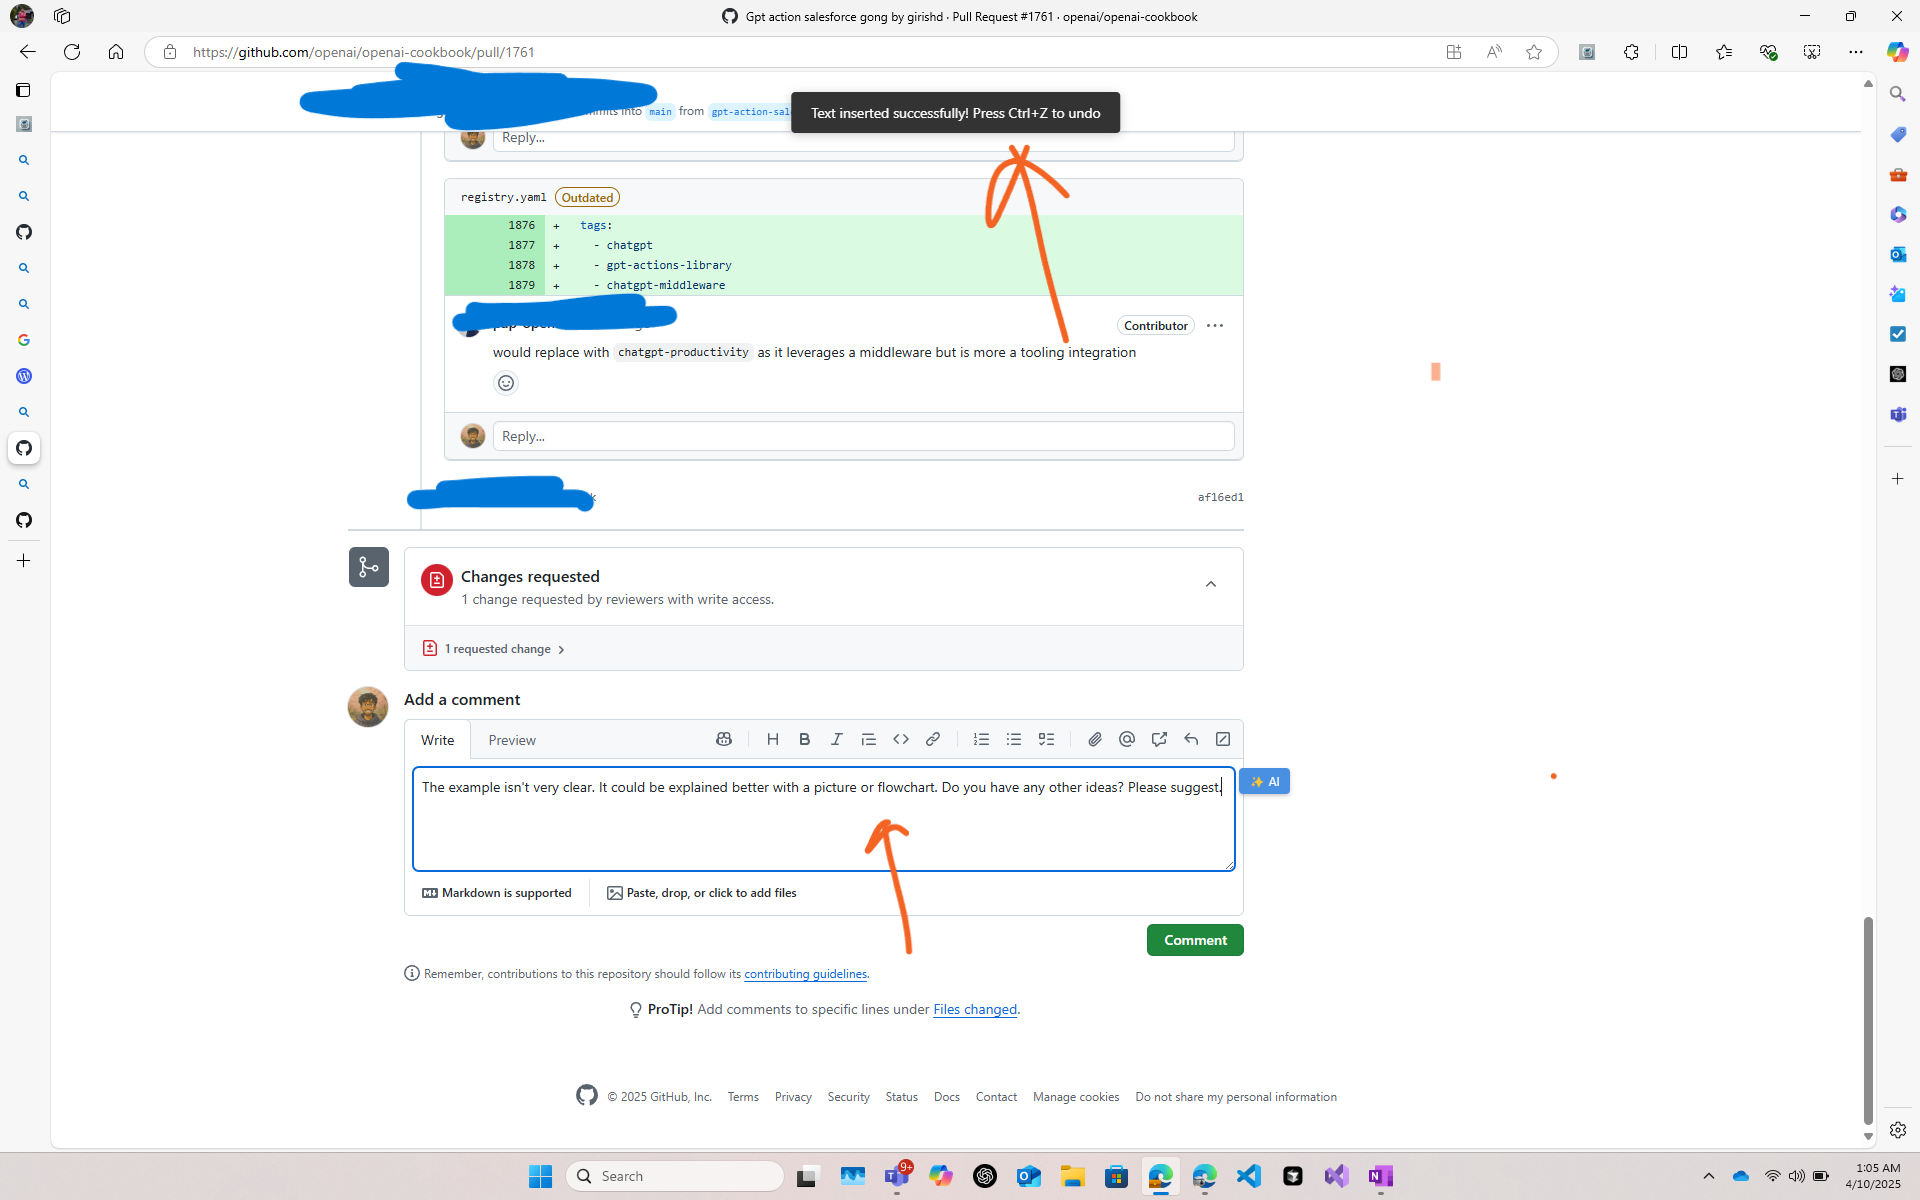 Gpt action salesforce gong by girishd · Pull Request #1761 · openai/openai-cookbook
https://github.com/openai/openai-cookbook/pull/1761
into main from
Text inserted successfully! Press Ctrl+Z to undo
Reply...
registry.yaml Outdated
1876 + tags:
1877 + - chatgpt
1878 + - gpt-actions-library
1879 + - chatgpt-middleware
Contributor
would replace with chatgpt-productivity as it leverages a middleware but is more a tooling integration
Reply...
af16ed1
Changes requested
1 change requested by reviewers with write access.
1 requested change
Add a comment
Write Preview
The example isn't very clear. It could be explained better with a picture or flowchart. Do you have any other ideas? Please suggest.
AI
Markdown is supported
Paste, drop, or click to add files
Comment
Remember, contributions to this repository should follow its contributing guidelines.
ProTip! Add comments to specific lines under Files changed.
© 2025 GitHub, Inc. Terms Privacy Security Status Docs Contact Manage cookies Do not share my personal information
Search
9+
1:05 AM
4/10/2025